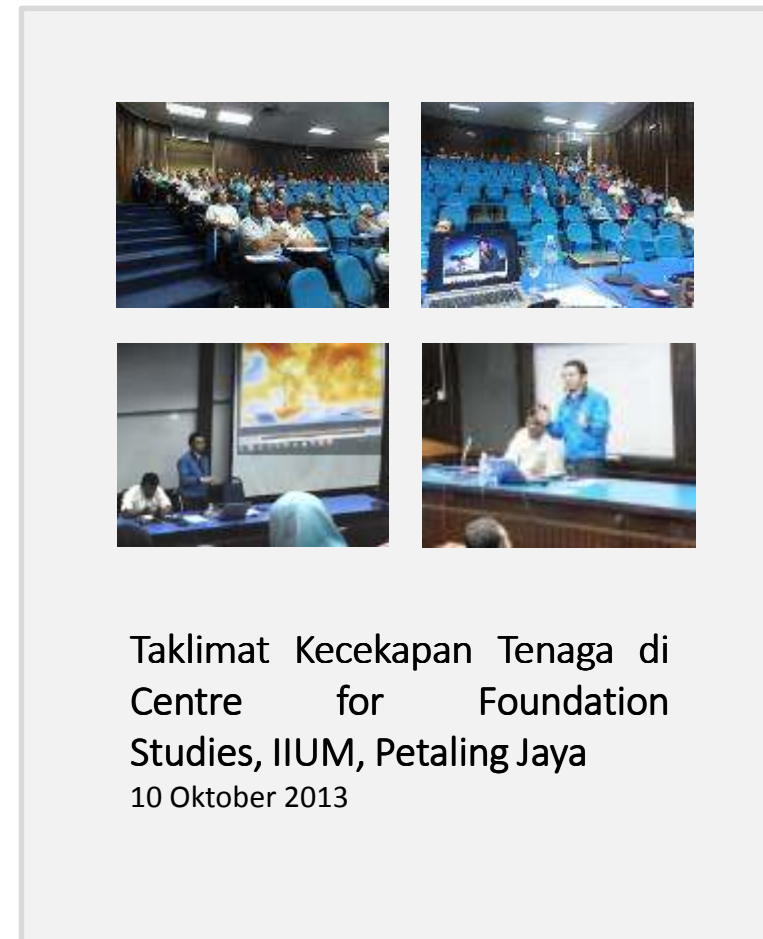 Taklimat Kecekapan Tenaga di
Centre for Foundation
Studies, IIUM, Petaling Jaya
10 Oktober 2013